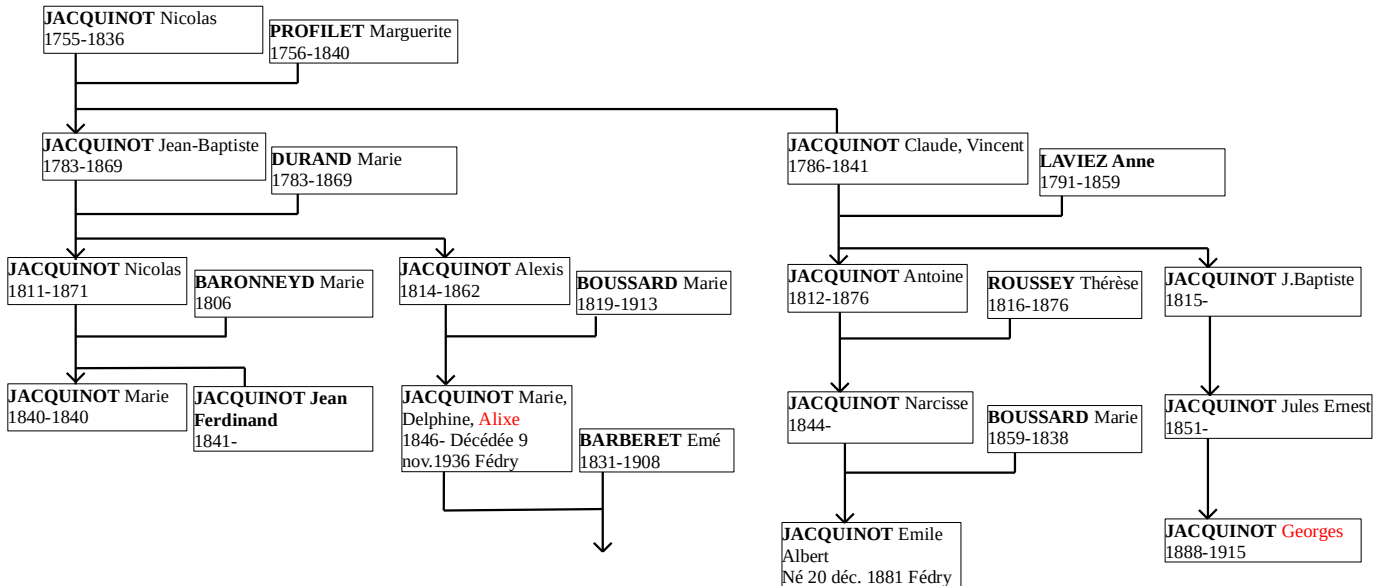 JACQUINOT Nicolas
1755-1836
PROFILET Marguerite
1756-1840
JACQUINOT Jean-Baptiste
1783-1869
DURAND Marie
1783-1869
JACQUINOT Claude, Vincent
1786-1841
LAVIEZ Anne
1791-1859
JACQUINOT Nicolas
1811-1871
BARONNEYD Marie
1806
JACQUINOT Alexis
1814-1862
BOUSSARD Marie
1819-1913
JACQUINOT Antoine
1812-1876
ROUSSEY Thérèse
1816-1876
JACQUINOT J.Baptiste
1815-
JACQUINOT Marie
1840-1840
JACQUINOT Jean
Ferdinand
1841-
JACQUINOT Marie,
Delphine, Alixe
1846- Décédée 9
nov.1936 Fédry
BARBERET Emé
1831-1908
JACQUINOT Narcisse
1844-
BOUSSARD Marie
1859-1838
JACQUINOT Jules Ernest
1851-
JACQUINOT Emile
Albert
Né 20 déc. 1881 Fédry
JACQUINOT Georges
1888-1915